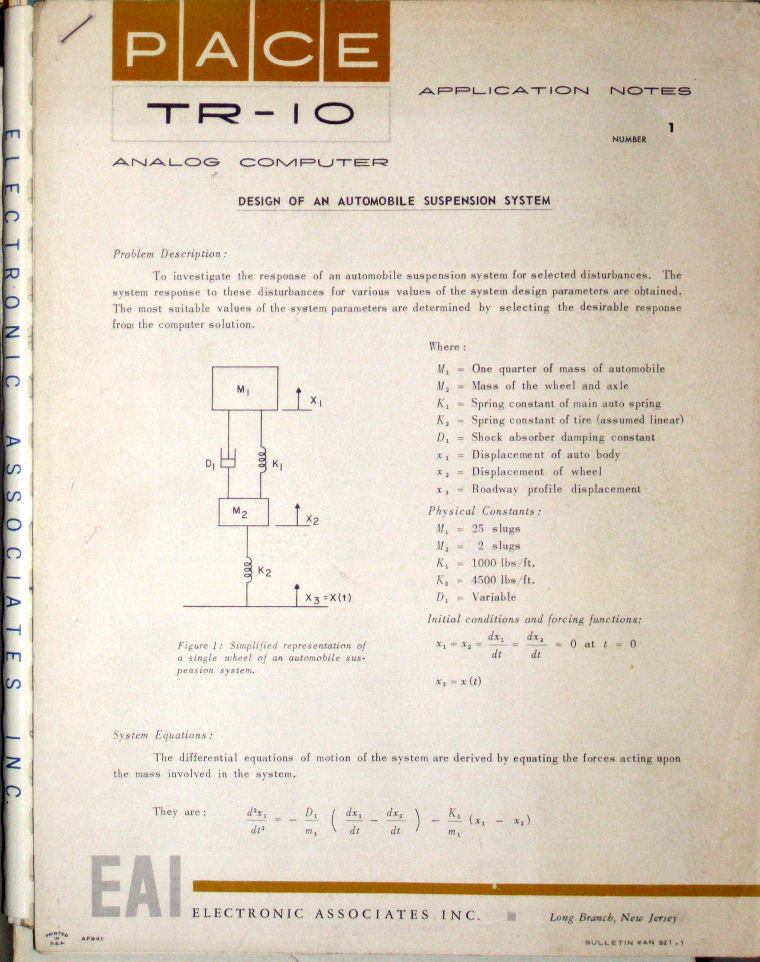 PACE
TR-10
APPLICATION NOTES
NUMBER 1
ANALOG COMPUTER
DESIGN OF AN AUTOMOBILE SUSPENSION SYSTEM
Problem Description:
To investigate the response of an automobile suspension system for selected disturbances. The
system response to these disturbances for various values of the system design parameters are obtained.
The most suitable values of the system parameters are determined by selecting the desirable response
from the computer solution.
M₁
X₁
D₁
K₁
M₂
X₂
K₂
X₃ = X(t)
Figure 1: Simplified representation of
a single wheel of an automobile sus-
pension system.
Where:
M₁ = One quarter of mass of automobile
M₂ = Mass of the wheel and axle
K₁ = Spring constant of main auto spring
K₂ = Spring constant of tire (assumed linear)
D₁ = Shock absorber damping constant
x₁ = Displacement of auto body
x₂ = Displacement of wheel
x₃ = Roadway profile displacement
Physical Constants:
M₁ = 25 slugs
M₂ = 2 slugs
K₁ = 1000 lbs/ft.
K₂ = 4500 lbs/ft.
D₁ = Variable
Initial conditions and forcing functions:
x₁ = x₂ = dx₁/dt = dx₂/dt = 0 at t = 0
x₃ = x (t)
System Equations:
The differential equations of motion of the system are derived by equating the forces acting upon
the mass involved in the system.
They are: d²x₁/dt² = - D₁/m₁ ( dx₁/dt - dx₂/dt ) - K₁/m₁ (x₁ - x₂)
EAI
ELECTRONIC ASSOCIATES INC. Long Branch, New Jersey
PRINTED
IN
U.S.A.
AF941
BULLETIN #AN 921-1
ELECTRONIC ASSOCIATES INC.